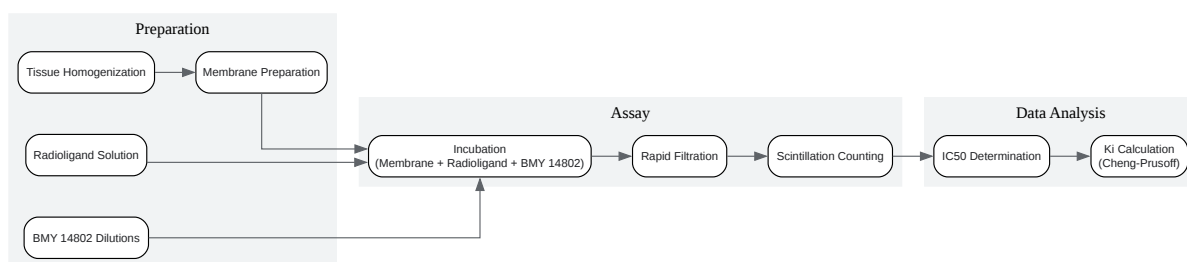 Preparation
Tissue Homogenization
Membrane Preparation
Radioligand Solution
BMY 14802 Dilutions
Assay
Incubation
(Membrane + Radioligand + BMY 14802)
Rapid Filtration
Scintillation Counting
Data Analysis
IC50 Determination
Ki Calculation
(Cheng-Prusoff)